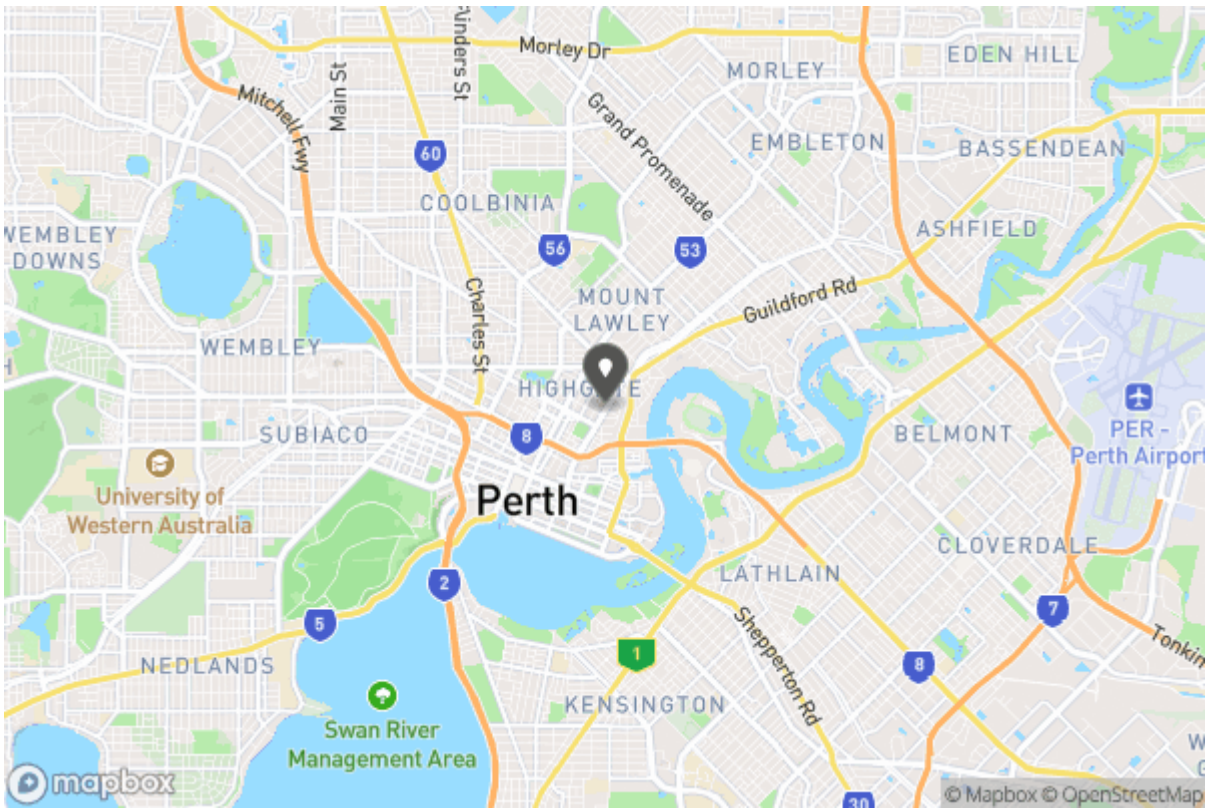 Morley Dr
EDEN HILL
Flinders St
MORLEY
Main St
Mitchell Fwy
Grand Promenade
EMBLETON
BASSENDEAN
60
COOLBINIA
ASHFIELD
WEMBLEY
DOWNS
56
53
MOUNT
LAWLEY
Guildford Rd
Charles St
WEMBLEY
HIGHGATE
SUBIACO
8
BELMONT
PER -
Perth Airport
University of
Western Australia
Perth
CLOVERDALE
LATHLAIN
2
7
5
Shepperton Rd
1
Tonkin
NEDLANDS
8
KENSINGTON
Swan River
Management Area
mapbox
30
© Mapbox © OpenStreetMap